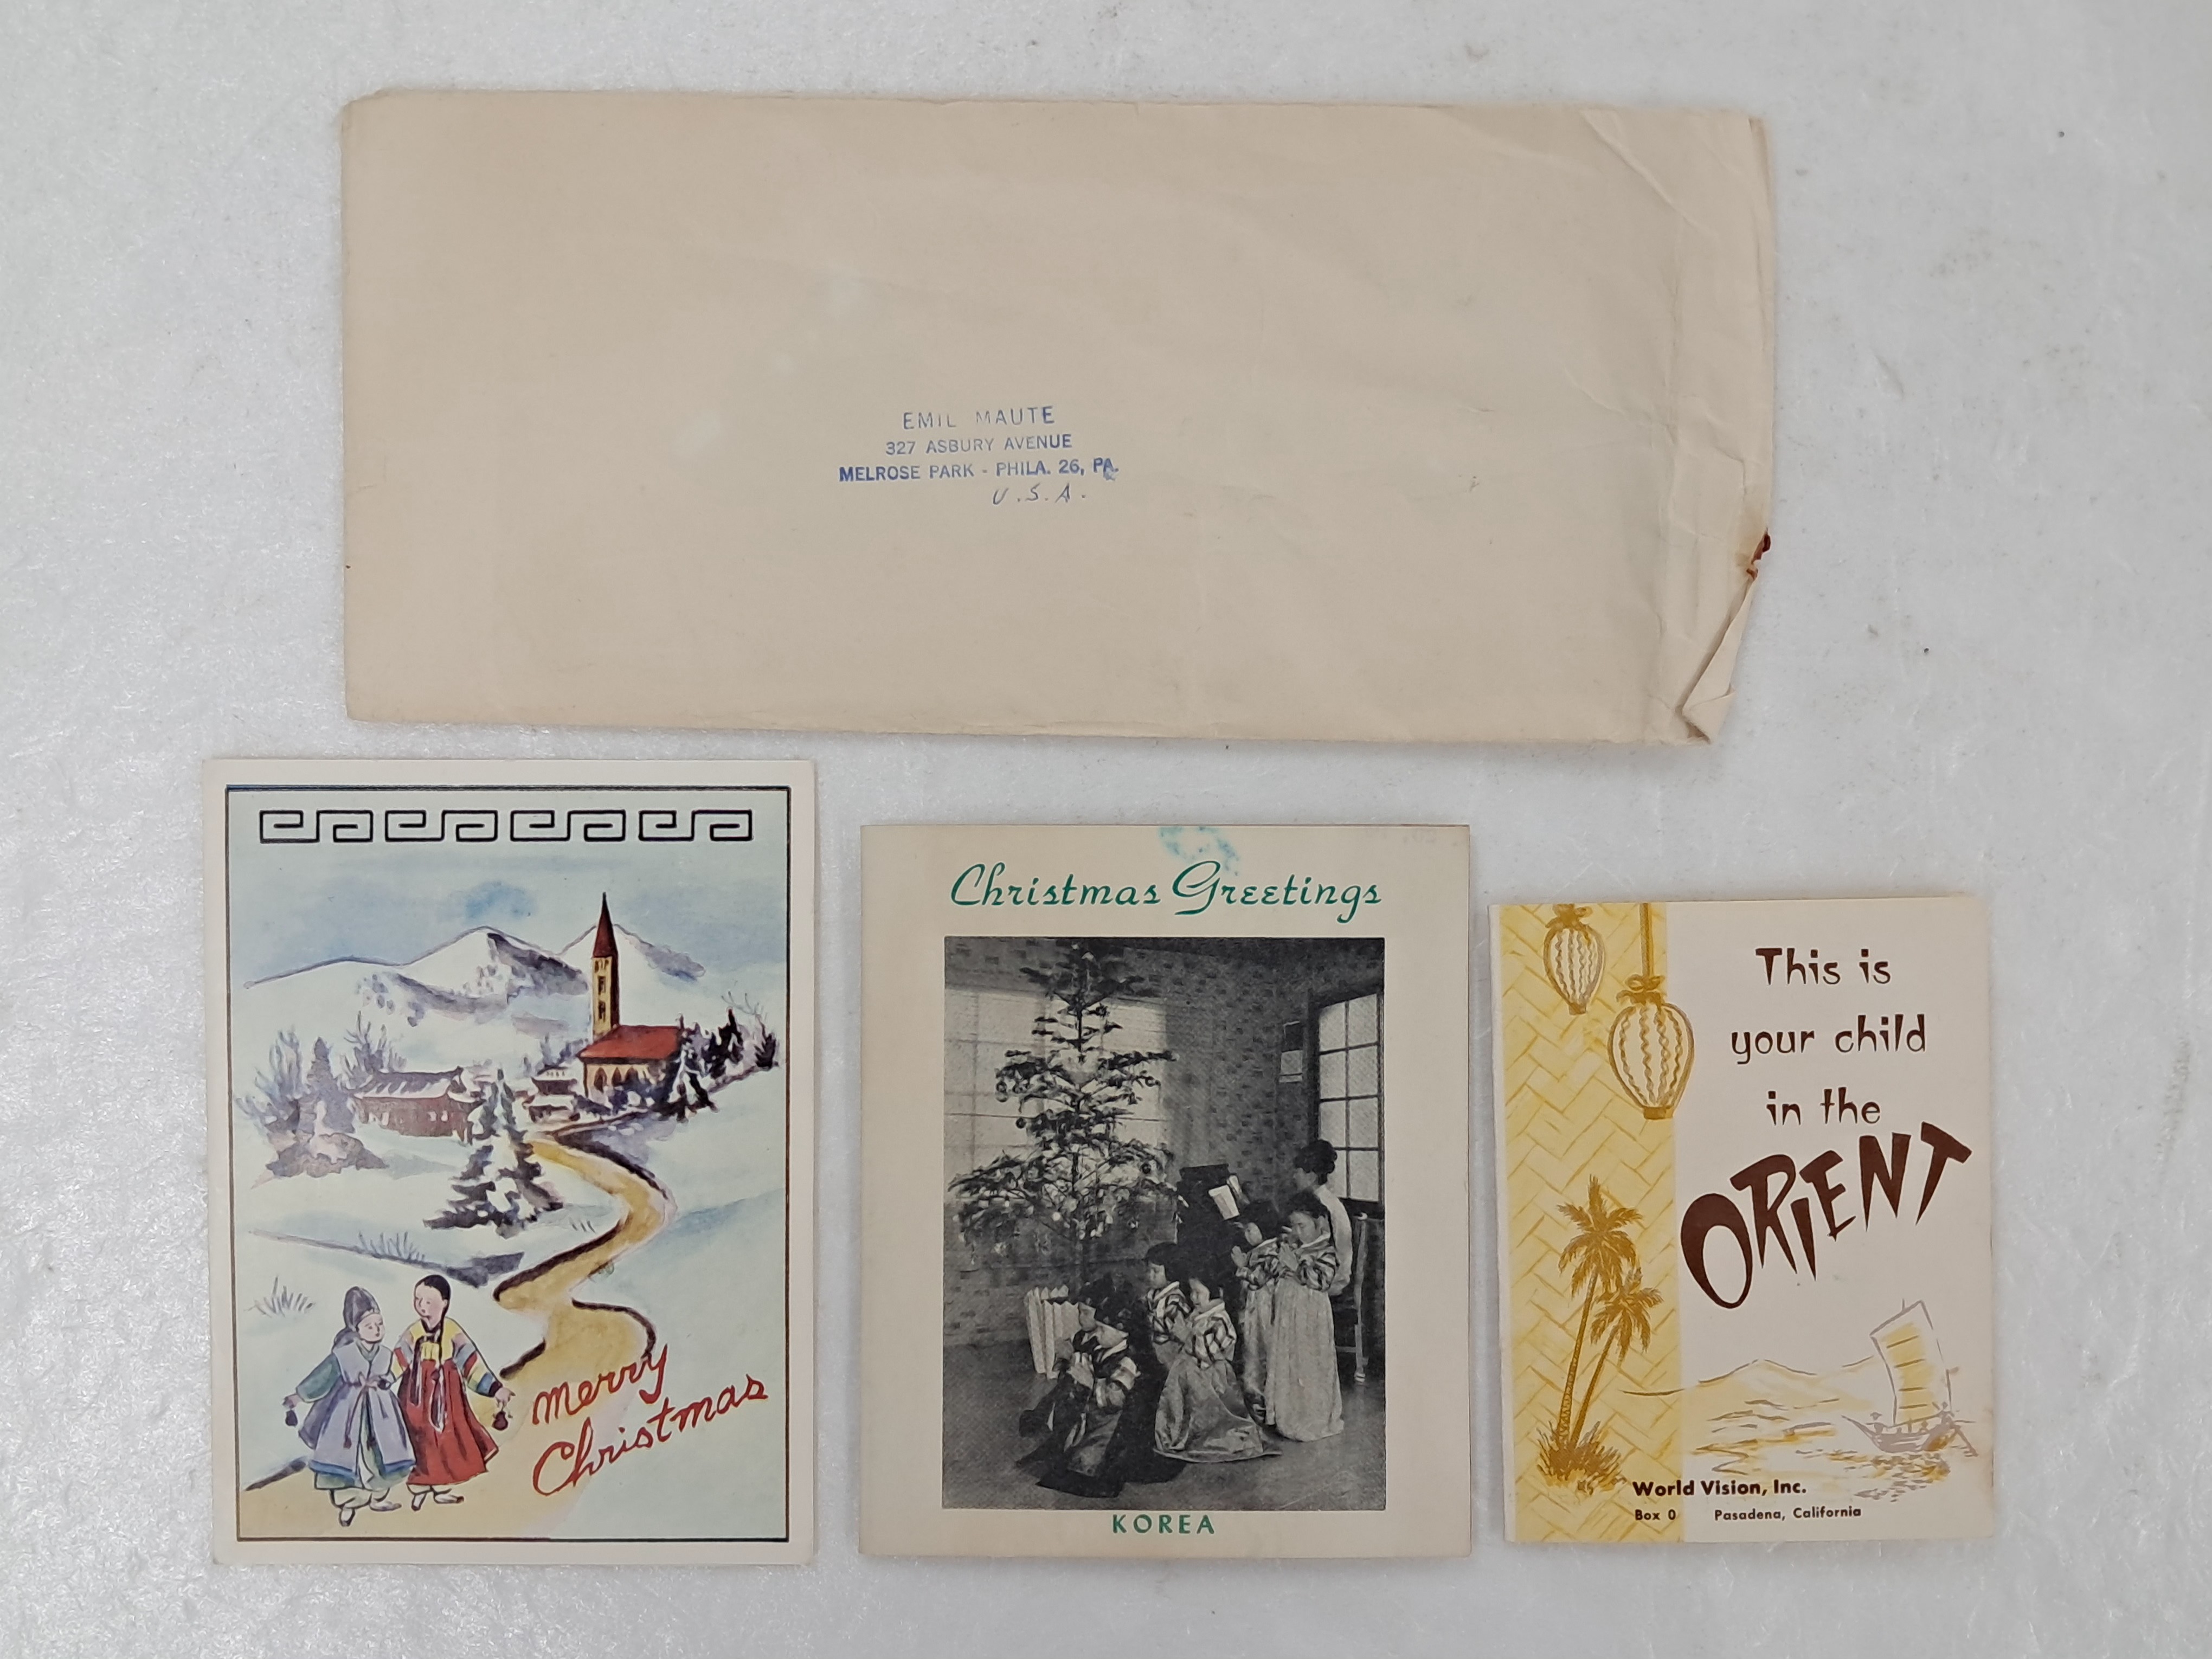 EMIL MAUTE
327 ASBURY AVENUE
MELROSE PARK - PHILA. 26, PA.
U.S.A.
Merry
Christmas
Christmas Greetings
KOREA
This is
your child
in the
ORIENT
World Vision, Inc.
Box 0 Pasadena, California